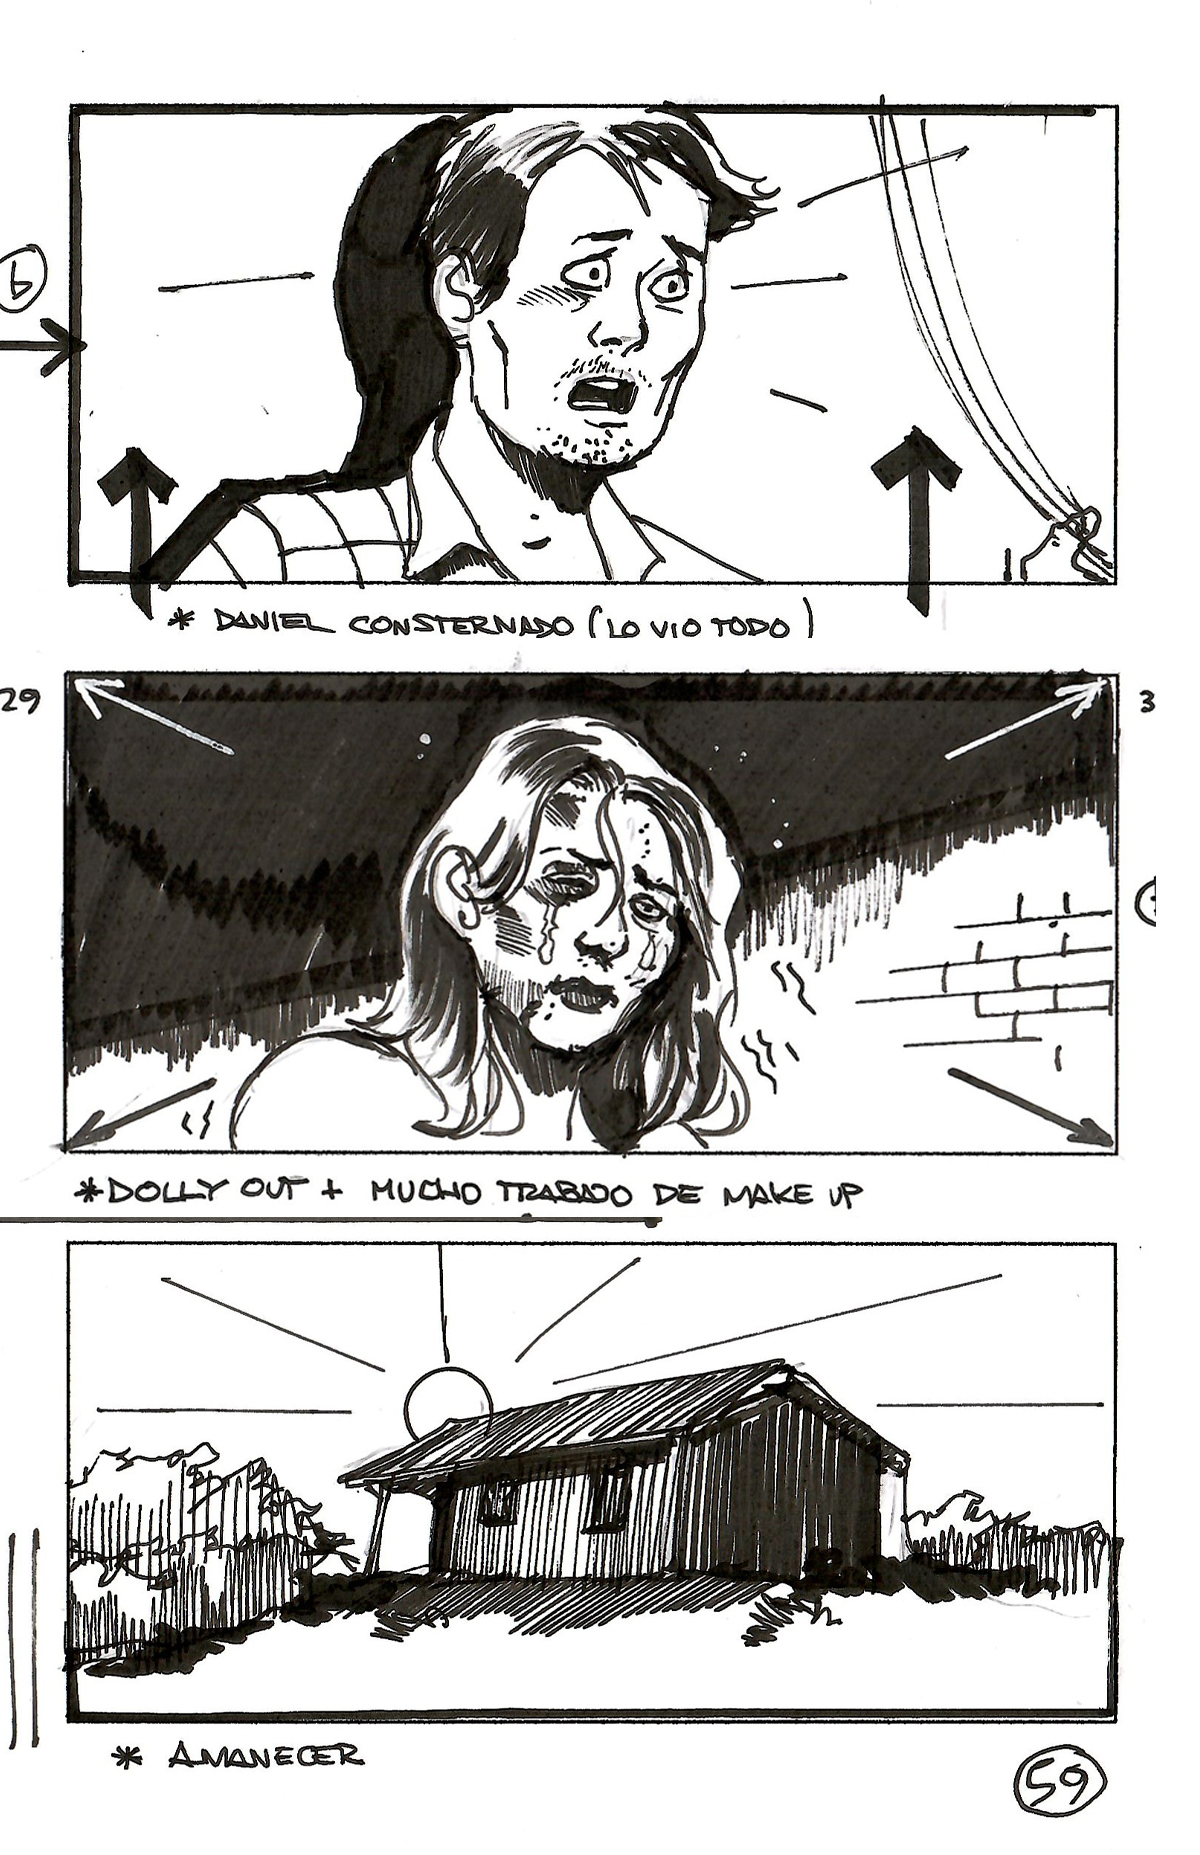 6
* DANIEL CONSTERNADO (LO VIO TODO)
29
3
* DOLLY OUT + MUCHO TRABAJO DE MAKE UP
* AMANECER
59